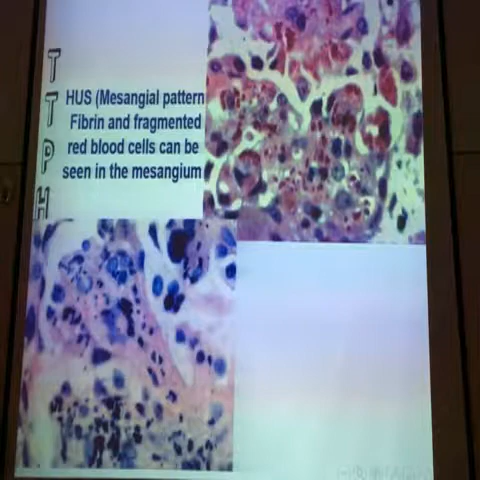 T
T
P
H
HUS (Mesangial pattern
Fibrin and fragmented
red blood cells can be
seen in the mesangium